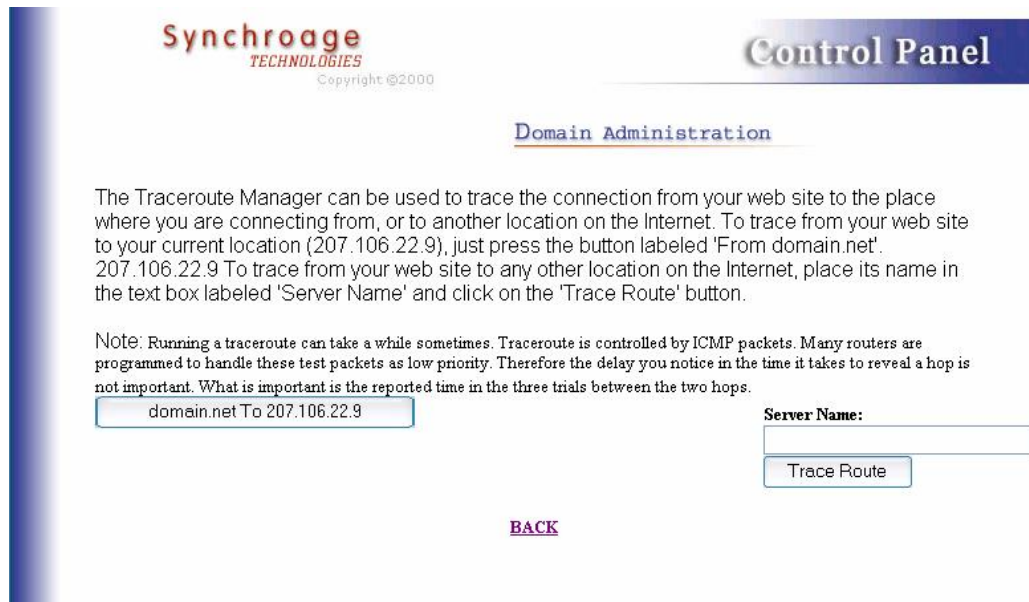 Synchroage
TECHNOLOGIES
Copyright ©2000
Control Panel
Domain Administration
The Traceroute Manager can be used to trace the connection from your web site to the place
where you are connecting from, or to another location on the Internet. To trace from your web site
to your current location (207.106.22.9), just press the button labeled 'From domain.net'.
207.106.22.9 To trace from your web site to any other location on the Internet, place its name in
the text box labeled 'Server Name' and click on the 'Trace Route' button.
Note: Running a traceroute can take a while sometimes. Traceroute is controlled by ICMP packets. Many routers are
programmed to handle these test packets as low priority. Therefore the delay you notice in the time it takes to reveal a hop is
not important. What is important is the reported time in the three trials between the two hops.
domain.net To 207.106.22.9
Server Name:
Trace Route
BACK